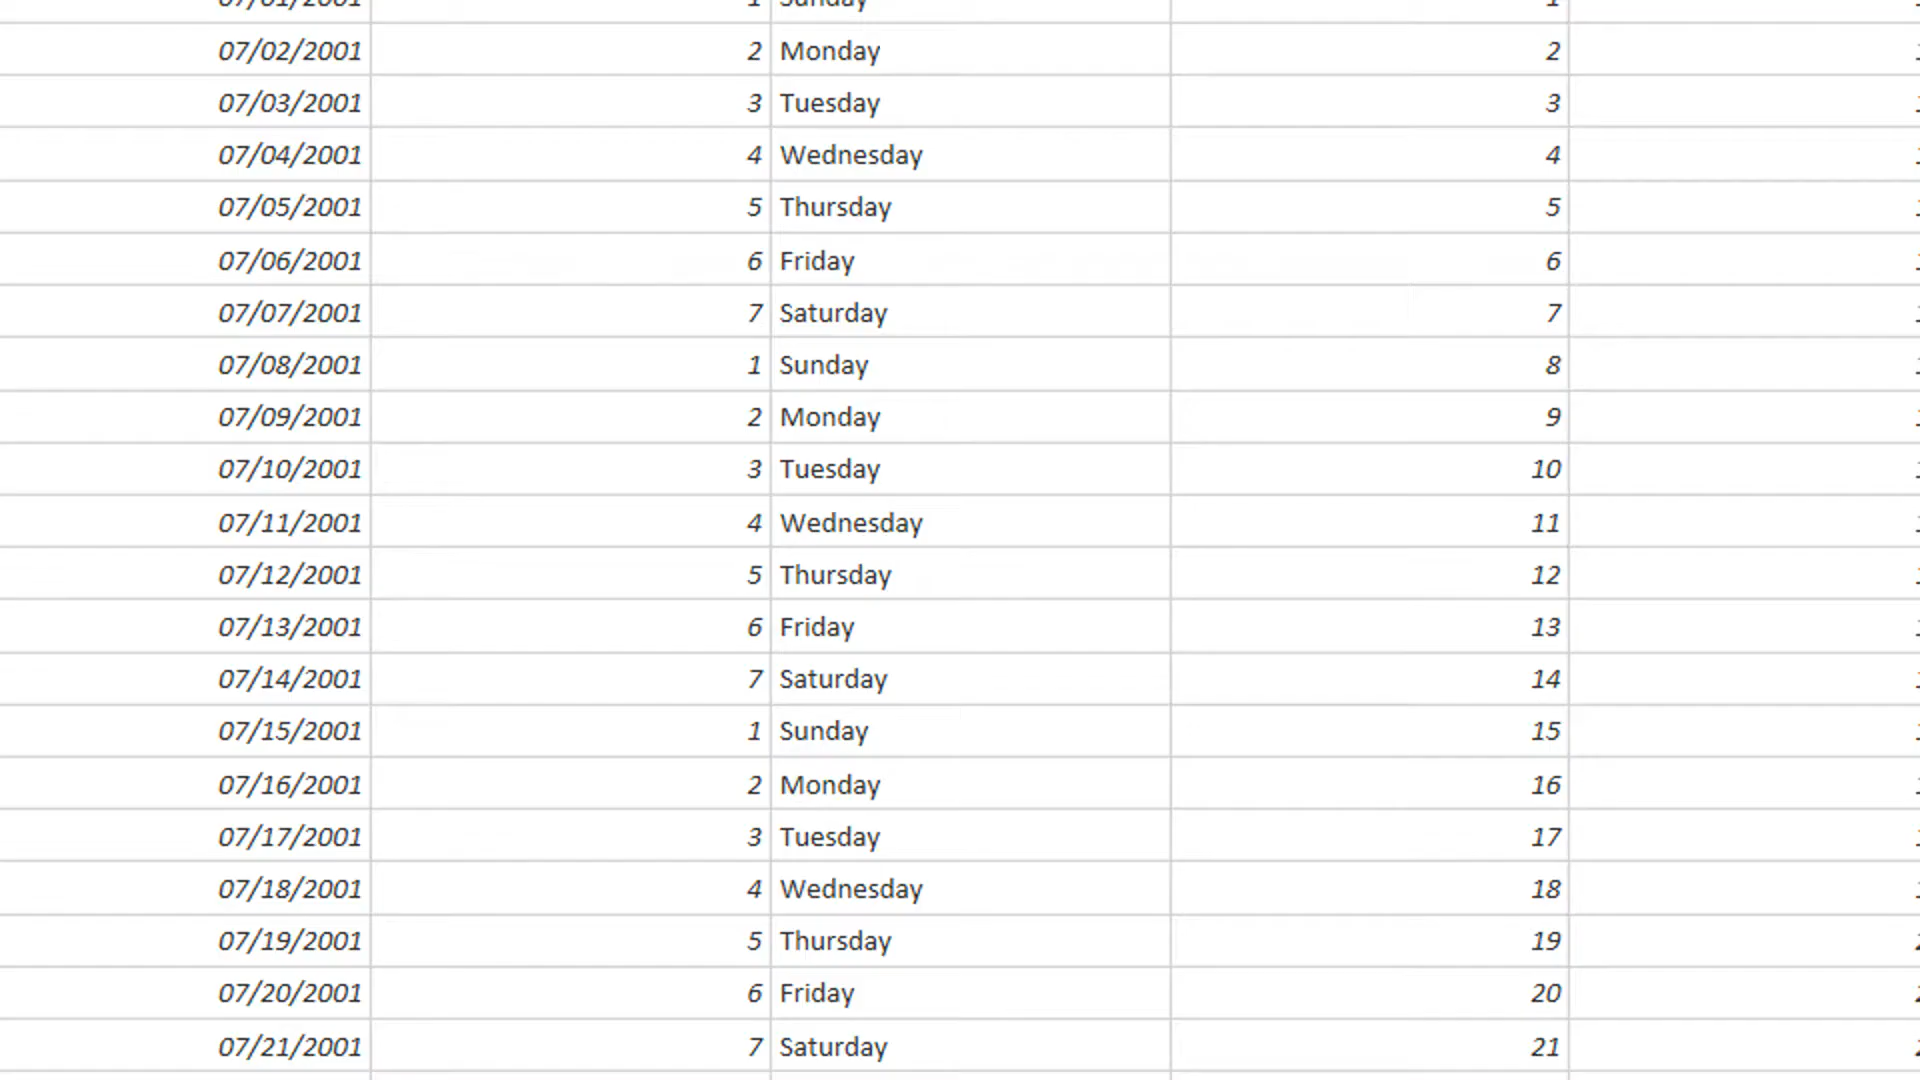 07/01/2001 1 Sunday 1
07/02/2001 2 Monday 2
07/03/2001 3 Tuesday 3
07/04/2001 4 Wednesday 4
07/05/2001 5 Thursday 5
07/06/2001 6 Friday 6
07/07/2001 7 Saturday 7
07/08/2001 1 Sunday 8
07/09/2001 2 Monday 9
07/10/2001 3 Tuesday 10
07/11/2001 4 Wednesday 11
07/12/2001 5 Thursday 12
07/13/2001 6 Friday 13
07/14/2001 7 Saturday 14
07/15/2001 1 Sunday 15
07/16/2001 2 Monday 16
07/17/2001 3 Tuesday 17
07/18/2001 4 Wednesday 18
07/19/2001 5 Thursday 19
07/20/2001 6 Friday 20
07/21/2001 7 Saturday 21